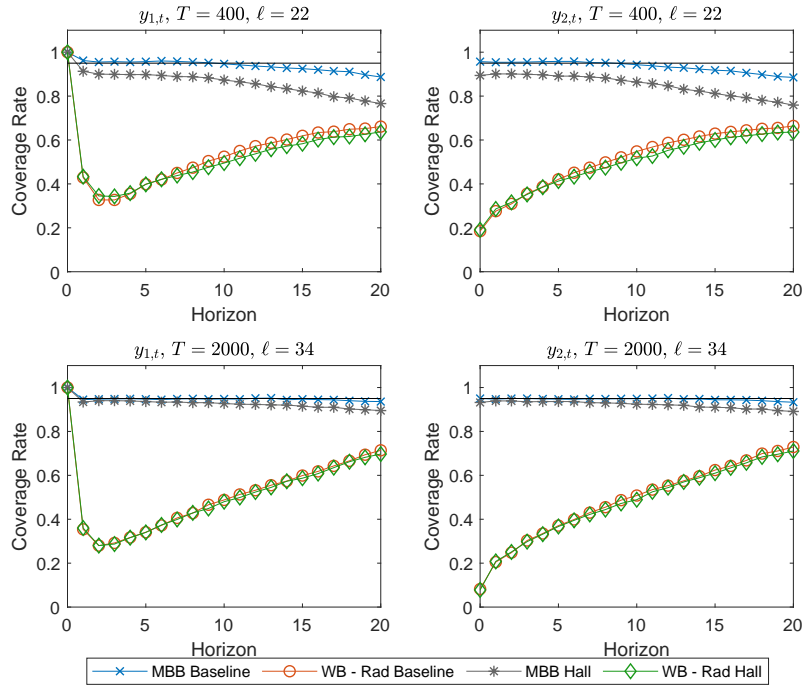 y1,t, T = 400, ℓ = 22
y2,t, T = 400, ℓ = 22
Coverage Rate
1
0.8
0.6
0.4
0.2
0
0 5 10 15 20
Horizon
Coverage Rate
1
0.8
0.6
0.4
0.2
0
0 5 10 15 20
Horizon
y1,t, T = 2000, ℓ = 34
y2,t, T = 2000, ℓ = 34
Coverage Rate
1
0.8
0.6
0.4
0.2
0
0 5 10 15 20
Horizon
Coverage Rate
1
0.8
0.6
0.4
0.2
0
0 5 10 15 20
Horizon
MBB Baseline WB - Rad Baseline MBB Hall WB - Rad Hall